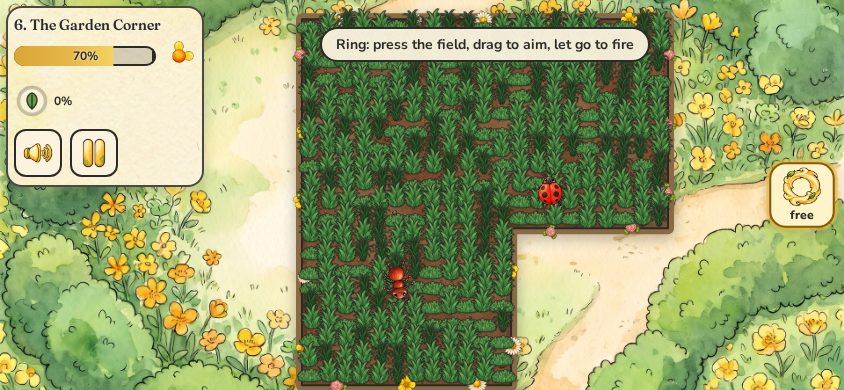 6. The Garden Corner
Ring: press the field, drag to aim, let go to fire
70%
0%
free